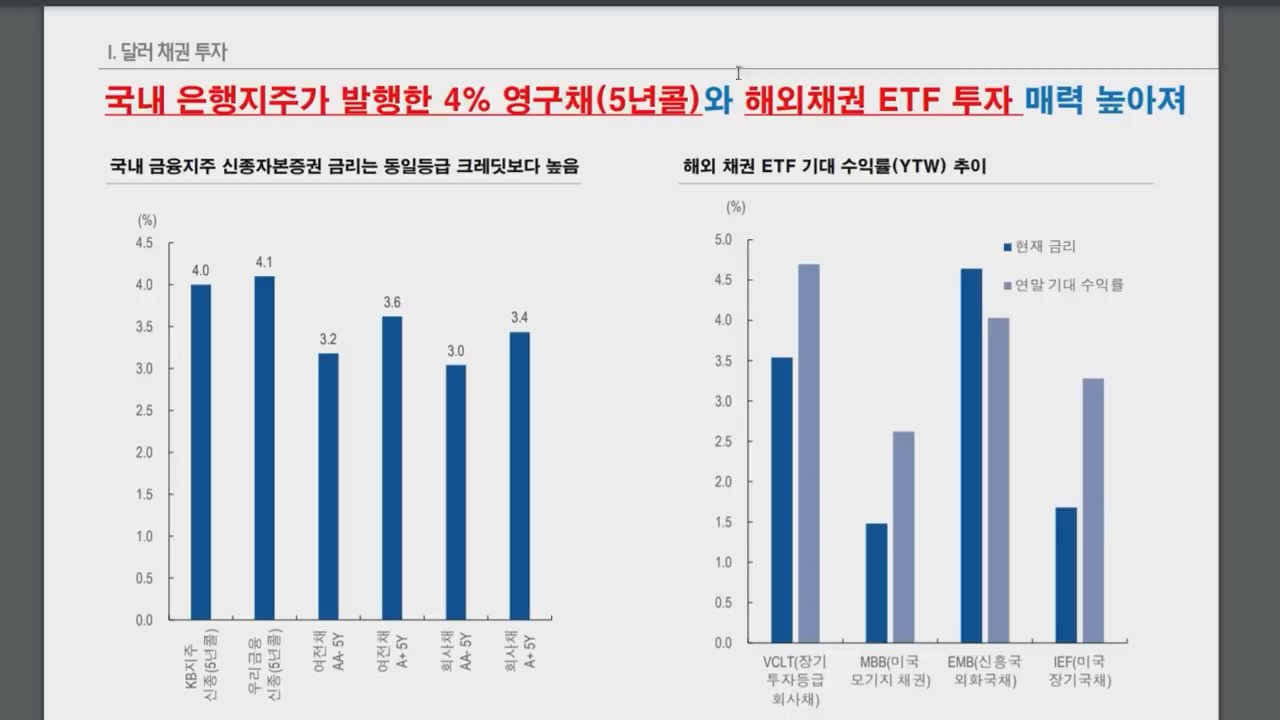 I. 달러 채권 투자
국내 은행지주가 발행한 4% 영구채(5년콜)와 해외채권 ETF 투자 매력 높아져
국내 금융지주 신종자본증권 금리는 동일등급 크레딧보다 높음
(%)
4.5
4.0
3.5
3.0
2.5
2.0
1.5
1.0
0.5
0.0
4.0
4.1
3.2
3.6
3.0
3.4
KB지주
신종(5년콜)
우리금융
신종(5년콜)
여전채
AA- 5Y
여전채
A+ 5Y
회사채
AA- 5Y
회사채
A+ 5Y
해외 채권 ETF 기대 수익률(YTW) 추이
(%)
5.0
4.5
4.0
3.5
3.0
2.5
2.0
1.5
1.0
0.5
0.0
현재 금리
연말 기대 수익률
VCLT(장기
투자등급
회사채)
MBB(미국
모기지 채권)
EMB(신흥국
외화국채)
IEF(미국
장기국채)